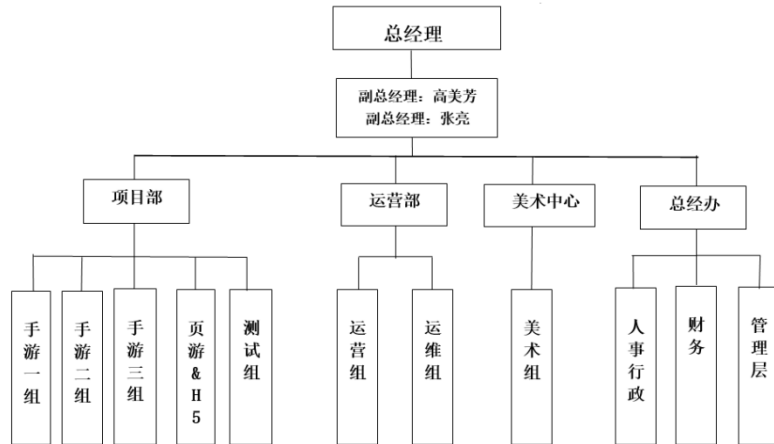 总经理
副总经理：高美芳
副总经理：张亮
项目部
运营部
美术中心
总经办
手游一组
手游二组
手游三组
页游&H5
测试组
运营组
运维组
美术组
人事行政
财务
管理层